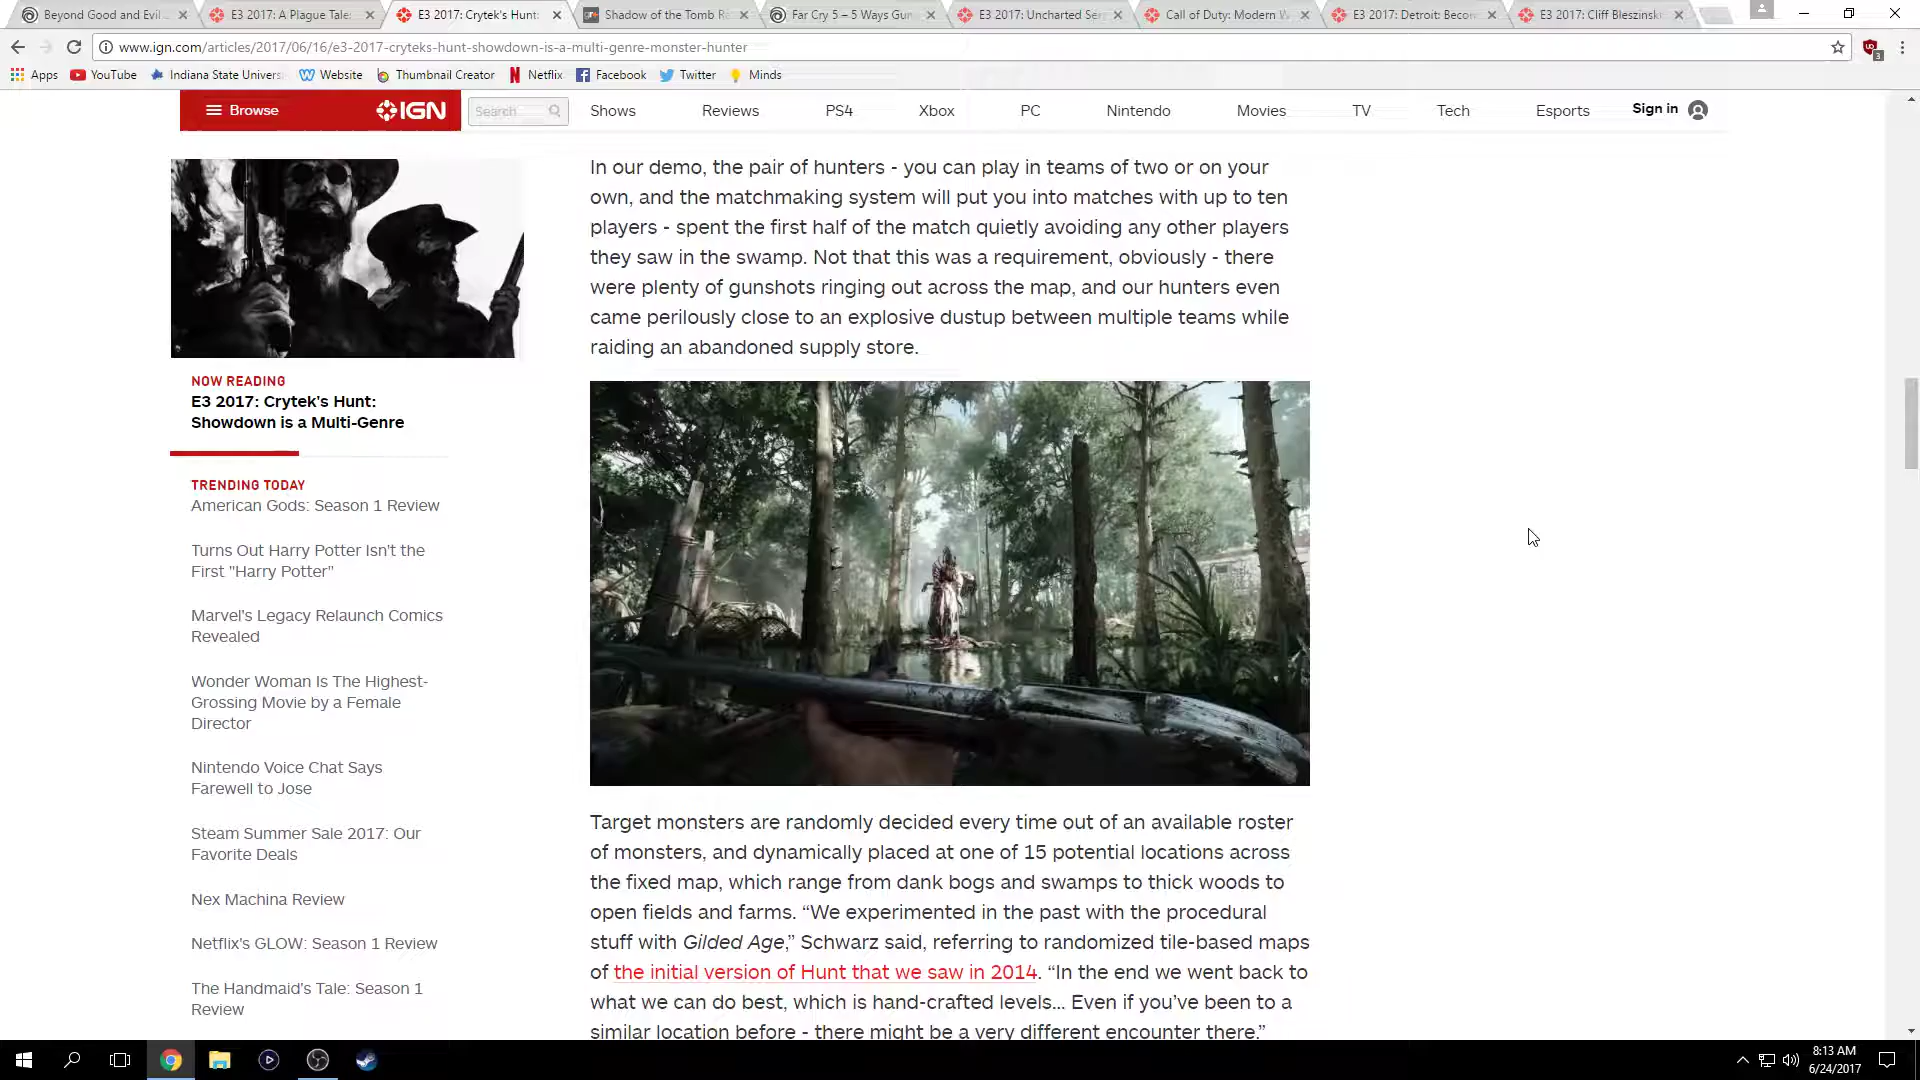 Beyond Good and Evil
E3 2017: A Plague Tale:
E3 2017: Crytek's Hunt:
Shadow of the Tomb R
Far Cry 5 – 5 Ways Gun
E3 2017: Uncharted Ser
Call of Duty: Modern W
E3 2017: Detroit: Becom
E3 2017: Cliff Bleszinski
www.ign.com/articles/2017/06/16/e3-2017-cryteks-hunt-showdown-is-a-multi-genre-monster-hunter
3
Apps YouTube Indiana State Univers Website Thumbnail Creator Netflix Facebook Twitter Minds
Browse IGN Search Shows Reviews PS4 Xbox PC Nintendo Movies TV Tech Esports Sign in
NOW READING
E3 2017: Crytek's Hunt:
Showdown is a Multi-Genre
TRENDING TODAY
American Gods: Season 1 Review
Turns Out Harry Potter Isn't the
First "Harry Potter"
Marvel's Legacy Relaunch Comics
Revealed
Wonder Woman Is The Highest-
Grossing Movie by a Female
Director
Nintendo Voice Chat Says
Farewell to Jose
Steam Summer Sale 2017: Our
Favorite Deals
Nex Machina Review
Netflix's GLOW: Season 1 Review
The Handmaid's Tale: Season 1
Review
In our demo, the pair of hunters - you can play in teams of two or on your
own, and the matchmaking system will put you into matches with up to ten
players - spent the first half of the match quietly avoiding any other players
they saw in the swamp. Not that this was a requirement, obviously - there
were plenty of gunshots ringing out across the map, and our hunters even
came perilously close to an explosive dustup between multiple teams while
raiding an abandoned supply store.
Target monsters are randomly decided every time out of an available roster
of monsters, and dynamically placed at one of 15 potential locations across
the fixed map, which range from dank bogs and swamps to thick woods to
open fields and farms. “We experimented in the past with the procedural
stuff with Gilded Age,” Schwarz said, referring to randomized tile-based maps
of the initial version of Hunt that we saw in 2014. “In the end we went back to
what we can do best, which is hand-crafted levels... Even if you’ve been to a
similar location before - there might be a very different encounter there.”
8:13 AM
6/24/2017